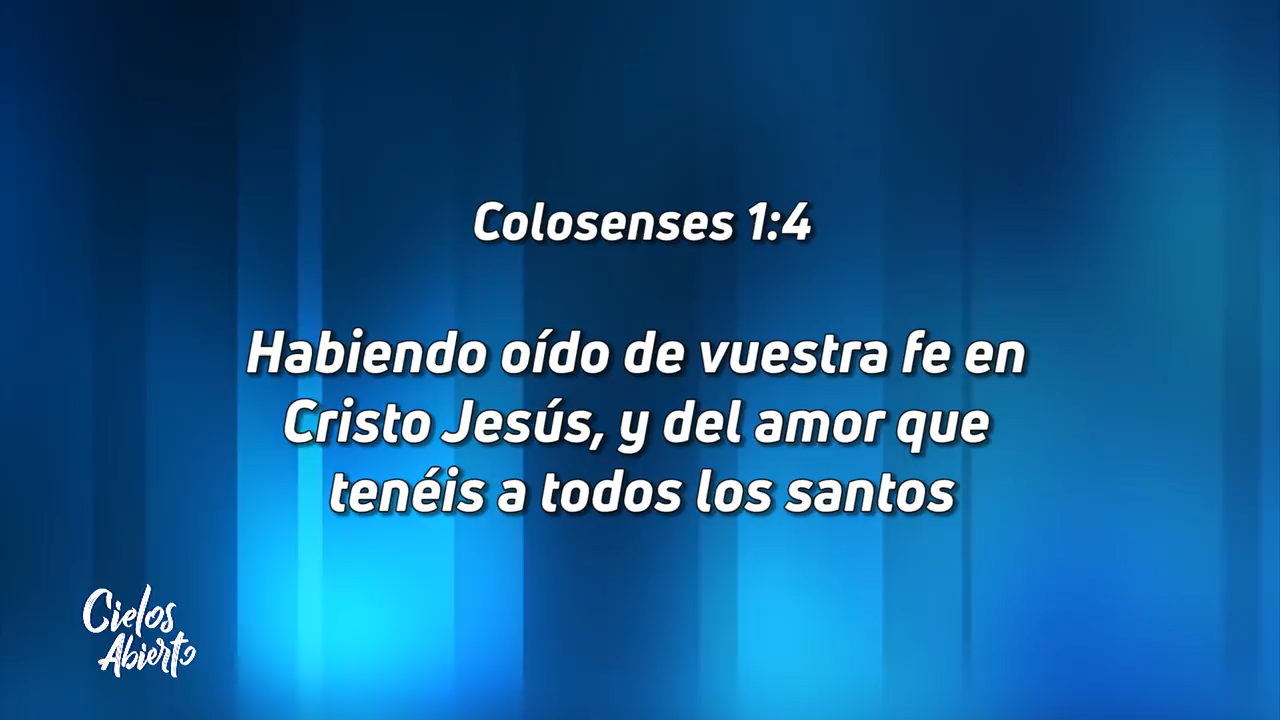 Colosenses 1:4
Habiendo oído de vuestra fe en
Cristo Jesús, y del amor que
tenéis a todos los santos
Cielos
Abierto